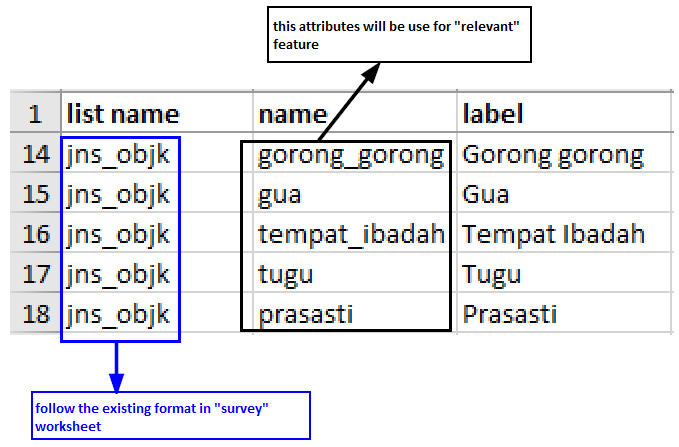 this attributes will be use for "relevant"
feature
1 list name name label
14 jns_objk gorong_gorong Gorong gorong
15 jns_objk gua Gua
16 jns_objk tempat_ibadah Tempat Ibadah
17 jns_objk tugu Tugu
18 jns_objk prasasti Prasasti
follow the existing format in "survey"
worksheet